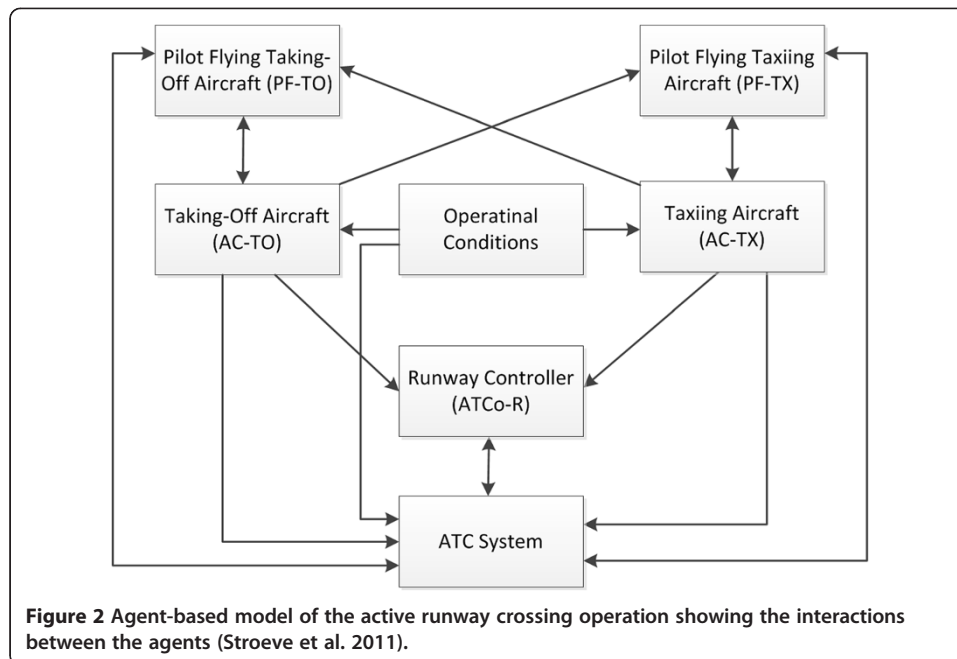 Pilot Flying Taking-
Off Aircraft (PF-TO)
Pilot Flying Taxiing
Aircraft (PF-TX)
Taking-Off Aircraft
(AC-TO)
Operatinal
Conditions
Taxiing Aircraft
(AC-TX)
Runway Controller
(ATCo-R)
ATC System
Figure 2 Agent-based model of the active runway crossing operation showing the interactions
between the agents (Stroeve et al. 2011).